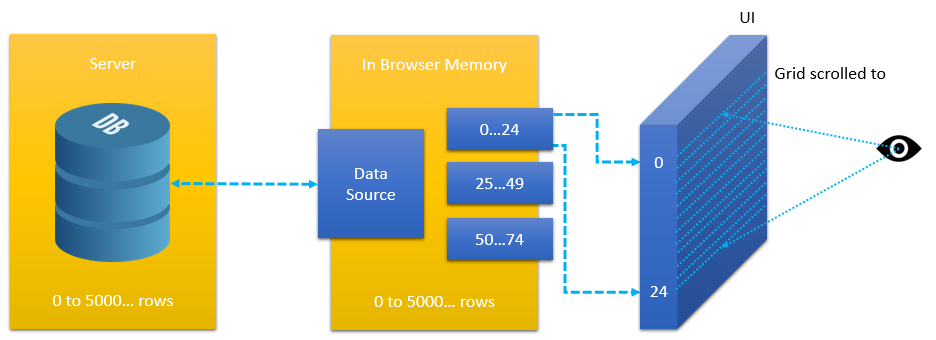 Server
DB
0 to 5000... rows
In Browser Memory
Data
Source
0...24
25...49
50...74
0 to 5000... rows
UI
Grid scrolled to
0
24